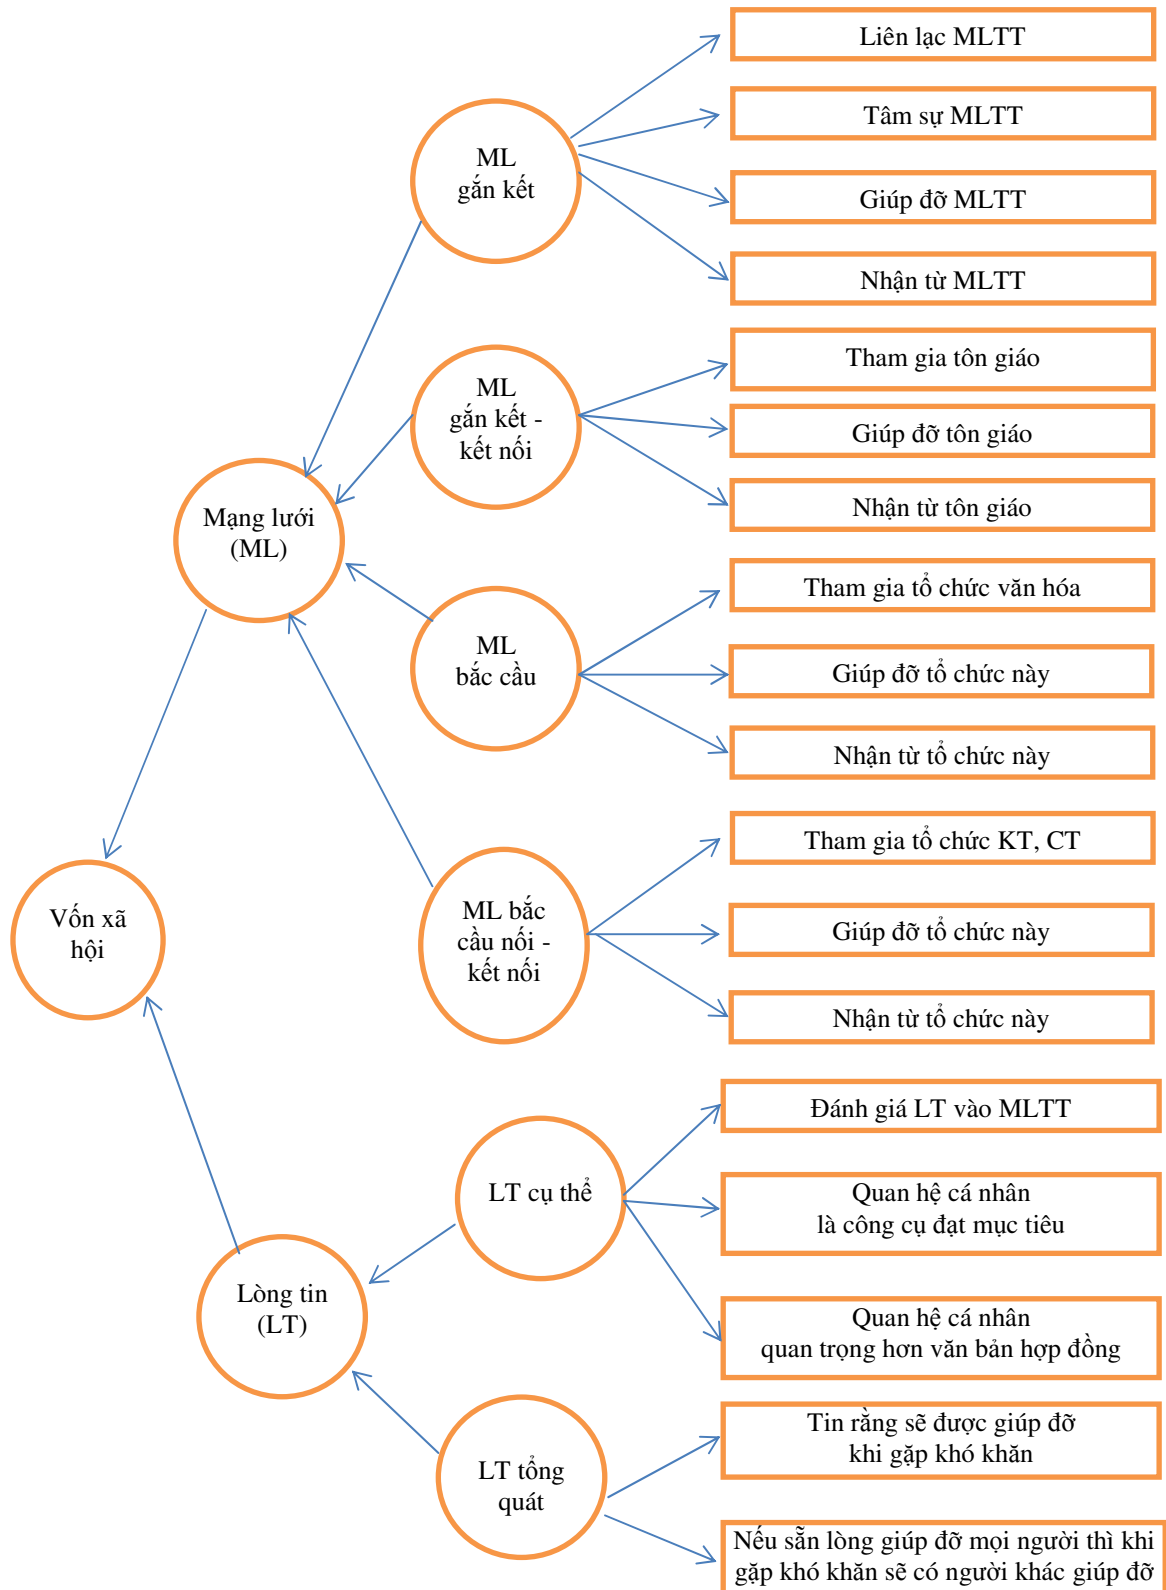 Liên lạc MLTT
Tâm sự MLTT
ML
gắn kết
Giúp đỡ MLTT
Nhận từ MLTT
Tham gia tôn giáo
ML
gắn kết -
kết nối
Giúp đỡ tôn giáo
Nhận từ tôn giáo
Mạng lưới
(ML)
Tham gia tổ chức văn hóa
ML
bắc cầu
Giúp đỡ tổ chức này
Nhận từ tổ chức này
Tham gia tổ chức KT, CT
Vốn xã
hội
ML bắc
cầu nối -
kết nối
Giúp đỡ tổ chức này
Nhận từ tổ chức này
Đánh giá LT vào MLTT
LT cụ thể
Quan hệ cá nhân
là công cụ đạt mục tiêu
Lòng tin
(LT)
Quan hệ cá nhân
quan trọng hơn văn bản hợp đồng
Tin rằng sẽ được giúp đỡ
khi gặp khó khăn
LT tổng
quát
Nếu sẵn lòng giúp đỡ mọi người thì khi
gặp khó khăn sẽ có người khác giúp đỡ